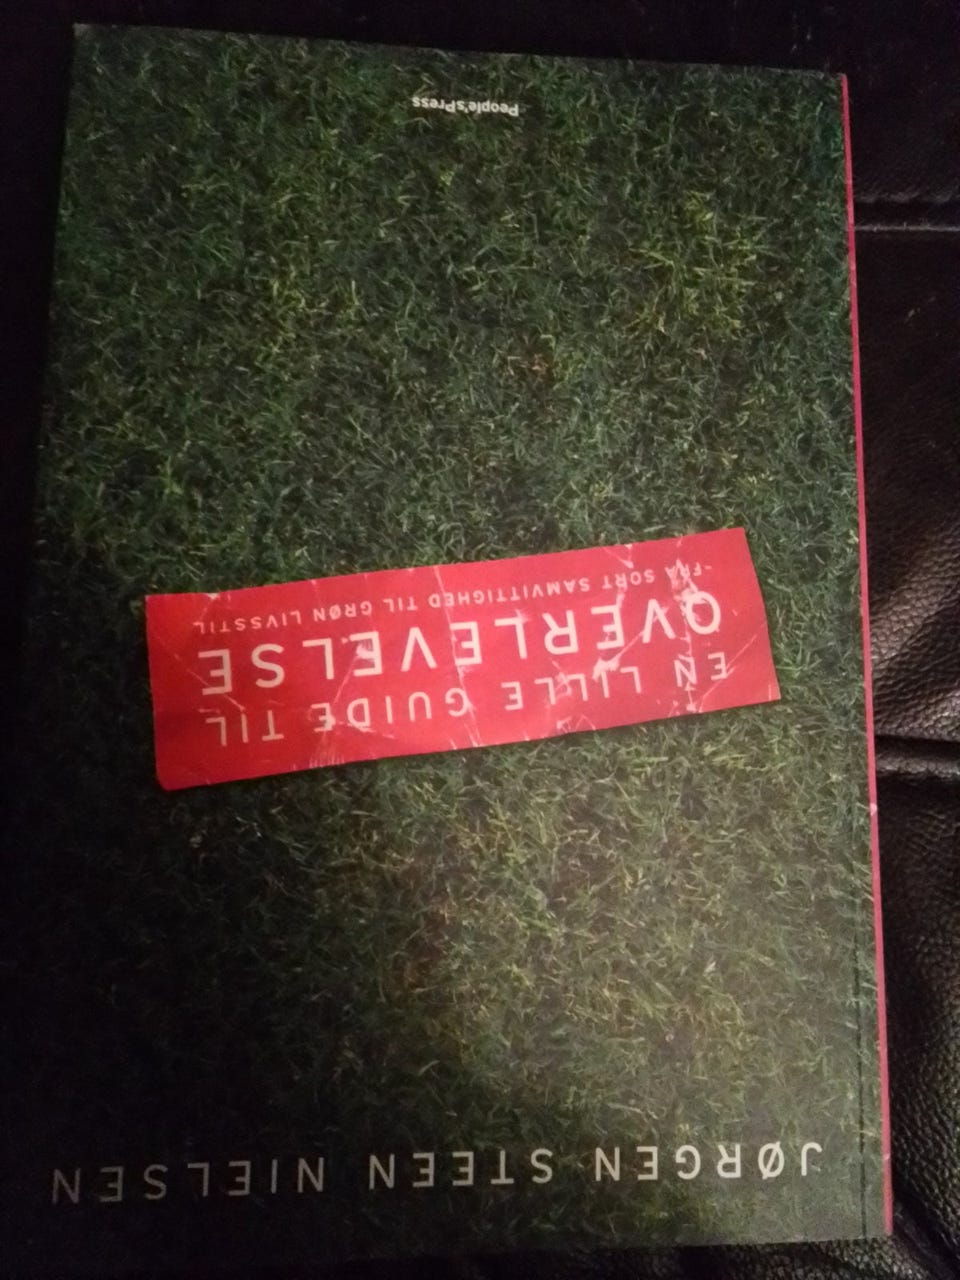 JØRGEN STEEN NIELSEN
EN LILLE GUIDE TIL
OVERLEVELSE
-FRA SORT SAMVITTIGHED TIL GRØN LIVSSTIL
People'sPress